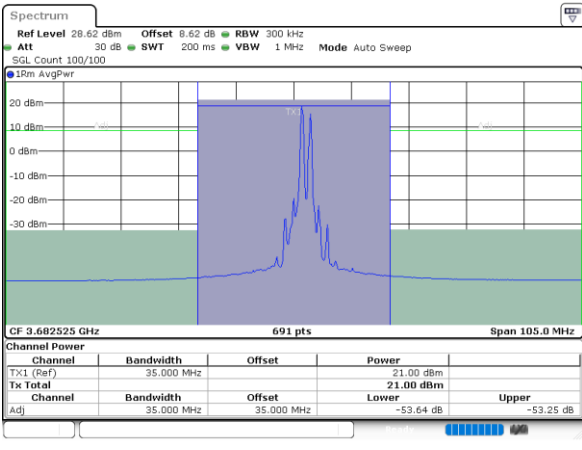 Spectrum
Ref Level 28.62 dBm Offset 8.62 dB RBW 300 kHz
Att 30 dB SWT 200 ms VBW 1 MHz Mode Auto Sweep
SGL Count 100/100
1Rm AvgPwr
TX1
20 dBm
10 dBm
Adj Adj
0 dBm
-10 dBm
-20 dBm
-30 dBm
CF 3.682525 GHz 691 pts Span 105.0 MHz
Channel Power
Channel Bandwidth Offset Power
TX1 (Ref) 35.000 MHz 21.00 dBm
Tx Total 21.00 dBm
Channel Bandwidth Offset Lower Upper
Adj 35.000 MHz 35.000 MHz -53.64 dB -53.25 dB
Ready